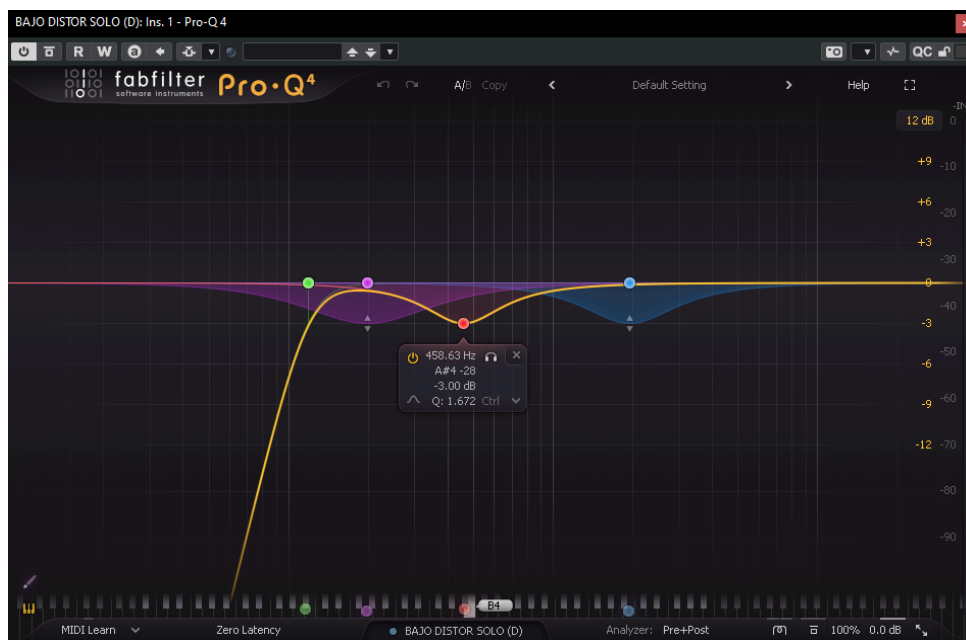 BAJO DISTOR SOLO (D): Ins. 1 - Pro-Q 4
R W a QC
fabfilter Pro·Q4
software instruments
A/B Copy Default Setting Help
-IN
12 dB 0
+9 -10
+6 -20
+3 -30
0 -40
-3
-6 -50
-9 -60
-12 -70
-80
-90
458.63 Hz
A#4 -28
-3.00 dB
Q: 1.672 Ctrl
B4
MIDI Learn Zero Latency BAJO DISTOR SOLO (D) Analyzer: Pre+Post 100% 0.0 dB